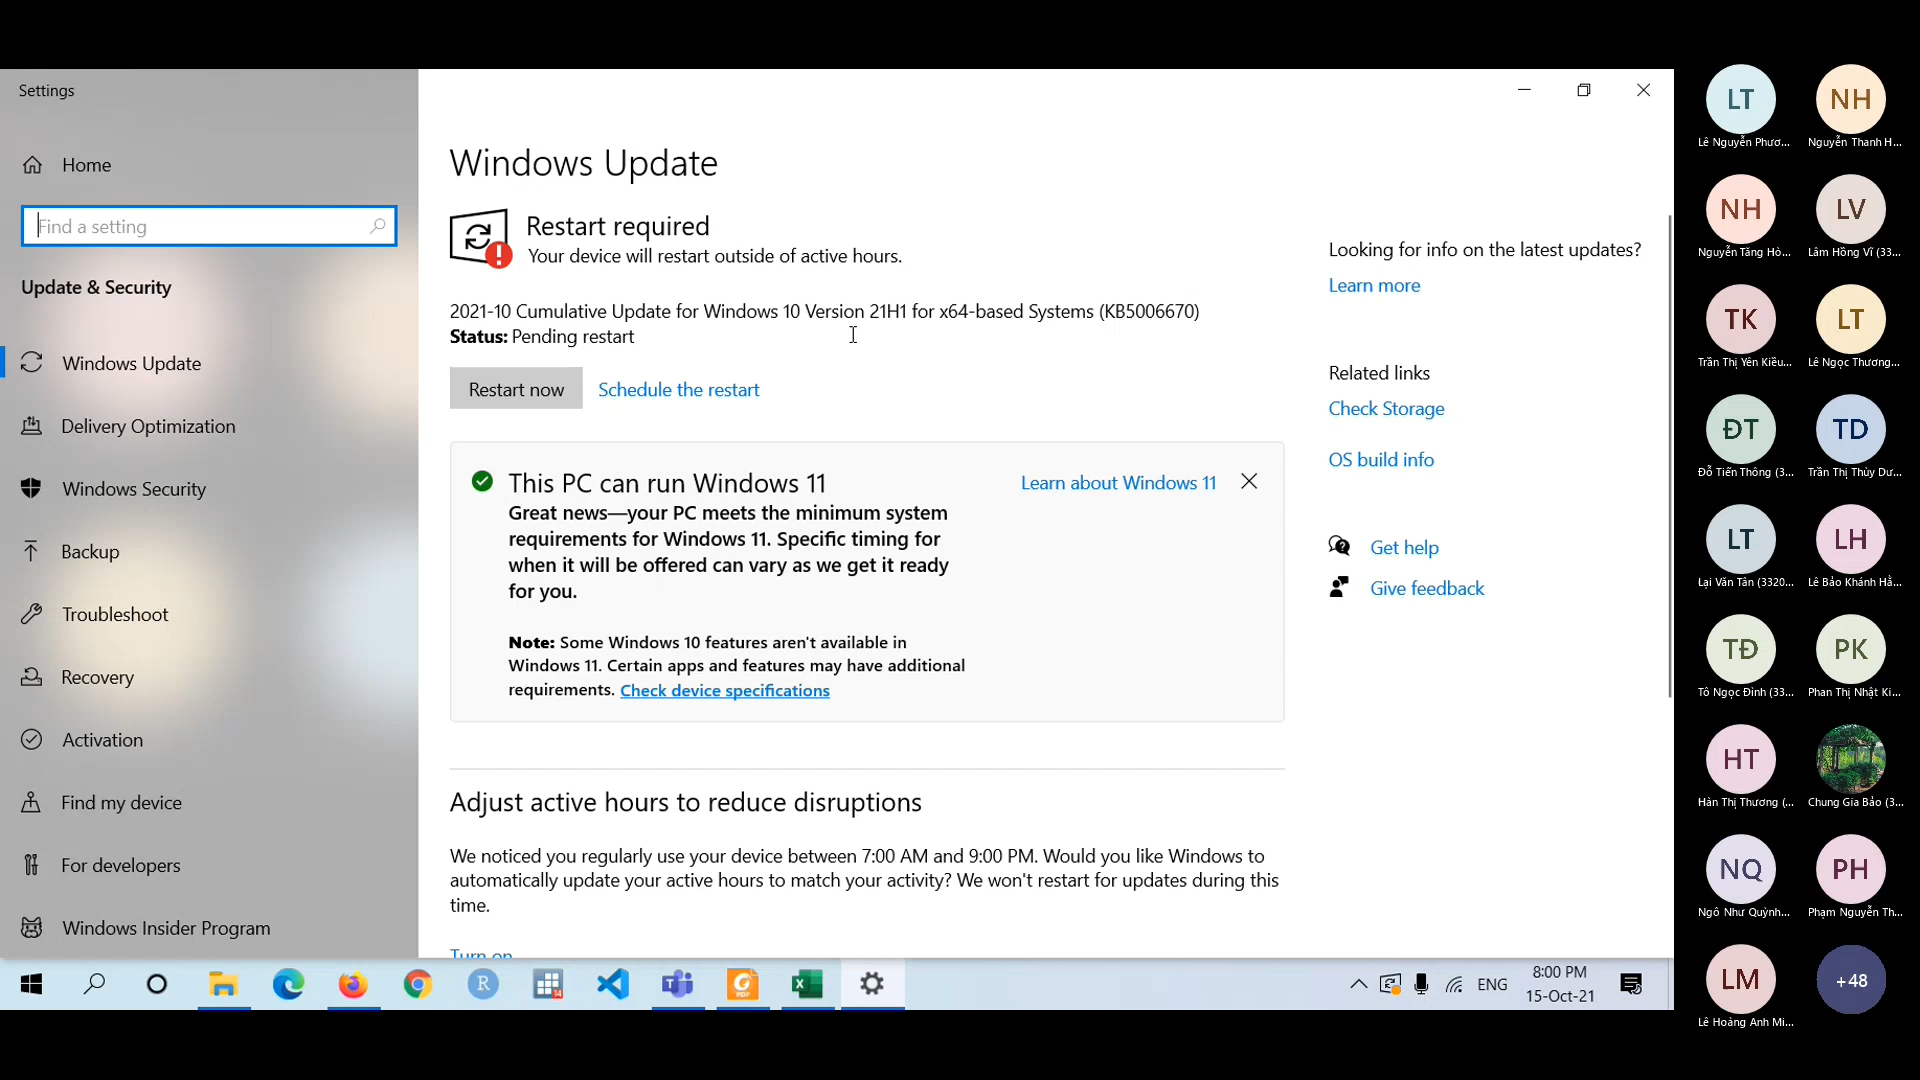 Settings
Home
Find a setting
Update & Security
Windows Update
Delivery Optimization
Windows Security
Backup
Troubleshoot
Recovery
Activation
Find my device
For developers
Windows Insider Program
Windows Update
Restart required
Your device will restart outside of active hours.
2021-10 Cumulative Update for Windows 10 Version 21H1 for x64-based Systems (KB5006670)
Status: Pending restart
Restart now
Schedule the restart
This PC can run Windows 11
Learn about Windows 11
Great news—your PC meets the minimum system
requirements for Windows 11. Specific timing for
when it will be offered can vary as we get it ready
for you.
Note: Some Windows 10 features aren't available in
Windows 11. Certain apps and features may have additional
requirements. Check device specifications
Adjust active hours to reduce disruptions
We noticed you regularly use your device between 7:00 AM and 9:00 PM. Would you like Windows to
automatically update your active hours to match your activity? We won't restart for updates during this
time.
Turn on
Looking for info on the latest updates?
Learn more
Related links
Check Storage
OS build info
Get help
Give feedback
ENG
8:00 PM
15-Oct-21
LT NH
Lê Nguyễn Phươ... Nguyễn Thanh H...
NH LV
Nguyễn Tăng Hò... Lâm Hồng Vĩ (33...
TK LT
Trần Thị Yên Kiều... Lê Ngọc Thương...
ĐT TD
Đỗ Tiến Thông (3... Trần Thị Thùy Dư...
LT LH
Lại Văn Tân (3320... Lê Bảo Khánh Hằ...
TĐ PK
Tô Ngọc Đỉnh (33... Phan Thị Nhật Ki...
HT
Hàn Thị Thương (... Chung Gia Bảo (3...
NQ PH
Ngô Như Quỳnh... Phạm Nguyễn Th...
LM +48
Lê Hoàng Anh Mi...